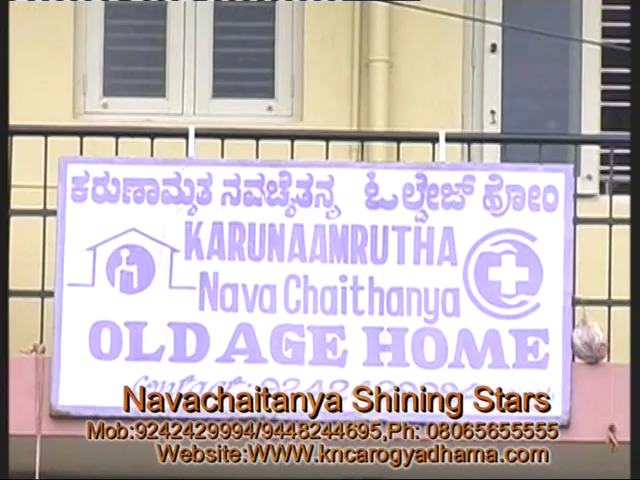 ಕರುಣಾಮೃತ ನವಚೈತನ್ಯ ಓಲ್ಡೇಜ್ ಹೋಂ
KARUNAAMRUTHA
Nava Chaithanya
OLD AGE HOME
Contact:
Navachaitanya Shining Stars
Mob:9242429994/9448244695,Ph: 08065655555
Website:WWW.kncarogyadhama.com